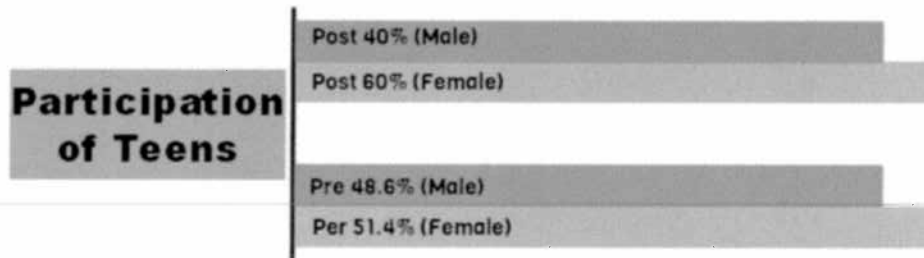 Participation
of Teens
Post 40% (Male)
Post 60% (Female)
Pre 48.6% (Male)
Per 51.4% (Female)